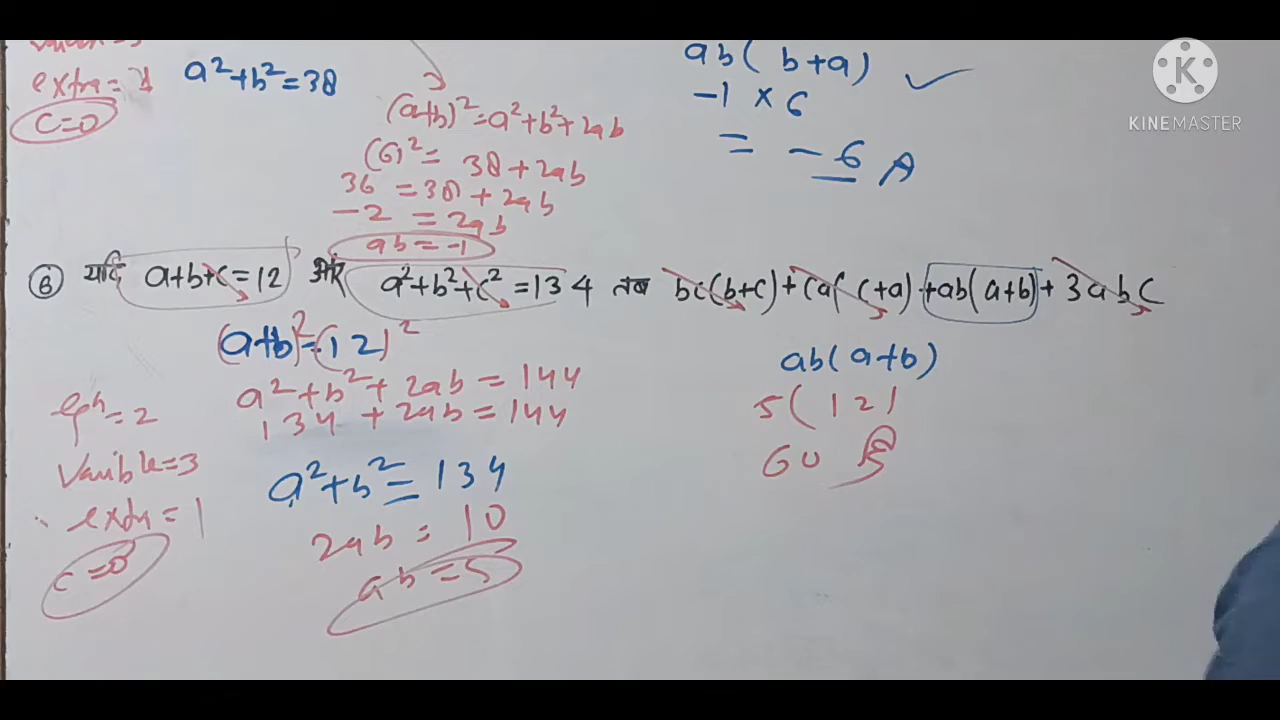 extra = 1
C=0
a²+b²=38
(a+b)²=a²+b²+2ab
(6)²= 38+2ab
36 =38+2ab
-2 = 2ab
ab = -1
ab( b+a)
-1 × 6
= -6 A
KINEMASTER
(6) यदि a+b+c=12 और a²+b²+c²=134 तब bc(b+c)+ca(c+a)+ab(a+b)+3abc
(a+b)²=(12)²
a²+b²+2ab=144
134 +2ab=144
a²+b²=134
2ab = 10
ab=5
eqn=2
Varible=3
extra=1
c=0
ab(a+b)
5(12)
60